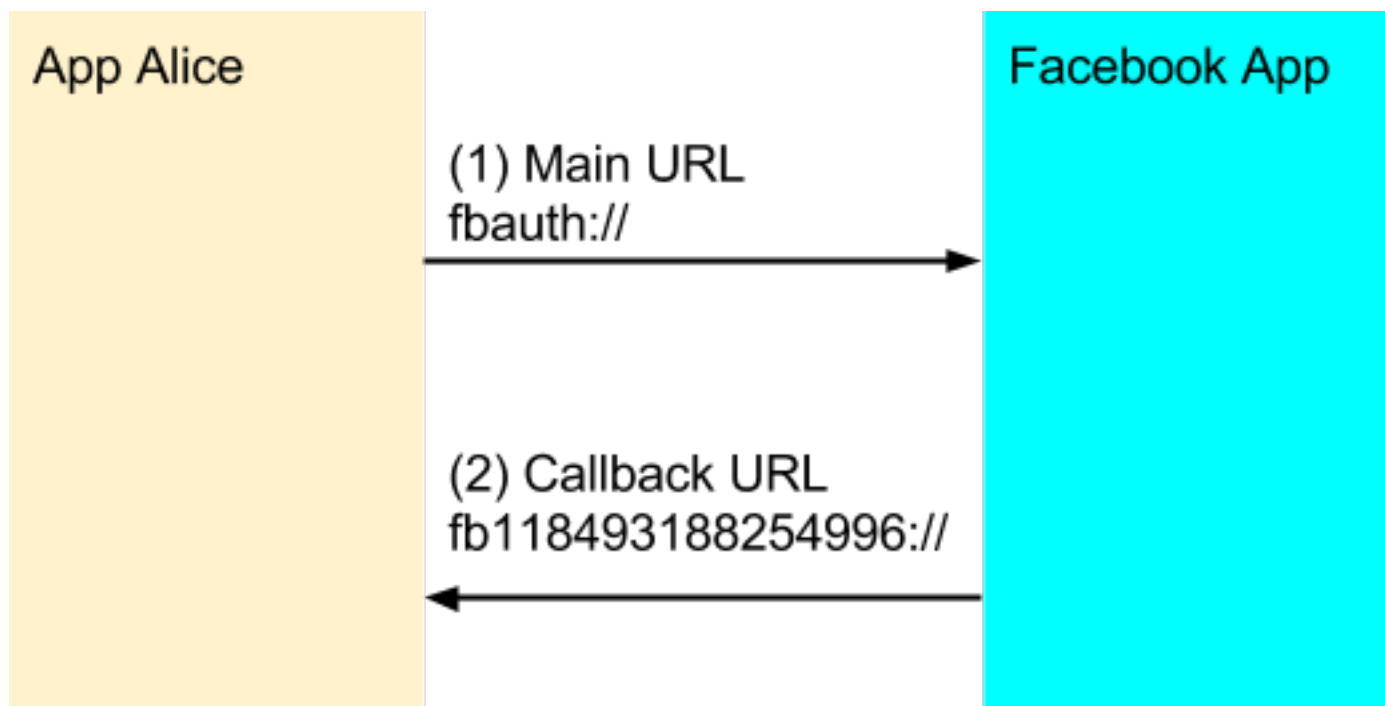 App Alice
Facebook App
(1) Main URL
fbauth://
(2) Callback URL
fb118493188254996://